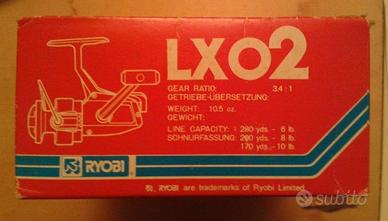 LX02
GEAR RATIO: 3.4 : 1
GETRIEBE-ÜBERSETZUNG:
WEIGHT: 10.5 oz.
GEWICHT:
LINE CAPACITY: 280 yds. - 6 lb.
SCHNURFASSUNG: 200 yds. - 8 lb.
170 yds. - 10 lb.
RYOBI
RYOBI are trademarks of Ryobi Limited.
subito